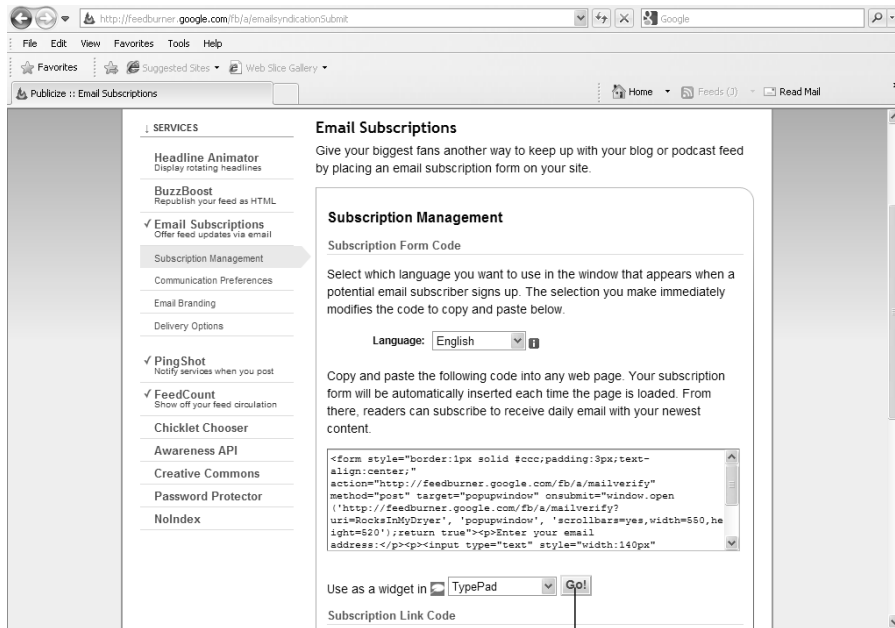 http://feedburner.google.com/fb/a/emailsyndicationSubmit
Google
File Edit View Favorites Tools Help
Favorites Suggested Sites Web Slice Gallery
Publicize :: Email Subscriptions
Home Feeds (J) Read Mail
↓ SERVICES
Headline Animator
Display rotating headlines
BuzzBoost
Republish your feed as HTML
✓ Email Subscriptions
Offer feed updates via email
Subscription Management
Communication Preferences
Email Branding
Delivery Options
✓ PingShot
Notify services when you post
✓ FeedCount
Show off your feed circulation
Chicklet Chooser
Awareness API
Creative Commons
Password Protector
NoIndex
Email Subscriptions
Give your biggest fans another way to keep up with your blog or podcast feed
by placing an email subscription form on your site.
Subscription Management
Subscription Form Code
Select which language you want to use in the window that appears when a
potential email subscriber signs up. The selection you make immediately
modifies the code to copy and paste below.
Language: English
Copy and paste the following code into any web page. Your subscription
form will be automatically inserted each time the page is loaded. From
there, readers can subscribe to receive daily email with your newest
content.
<form style="border:1px solid #ccc;padding:3px;text-
align:center;"
action="http://feedburner.google.com/fb/a/mailverify"
method="post" target="popupwindow" onsubmit="window.open
('http://feedburner.google.com/fb/a/mailverify?
uri=RocksInMyDryer', 'popupwindow', 'scrollbars=yes,width=550,he
ight=520');return true"><p>Enter your email
address:</p><p><input type="text" style="width:140px"
Use as a widget in TypePad Go!
Subscription Link Code